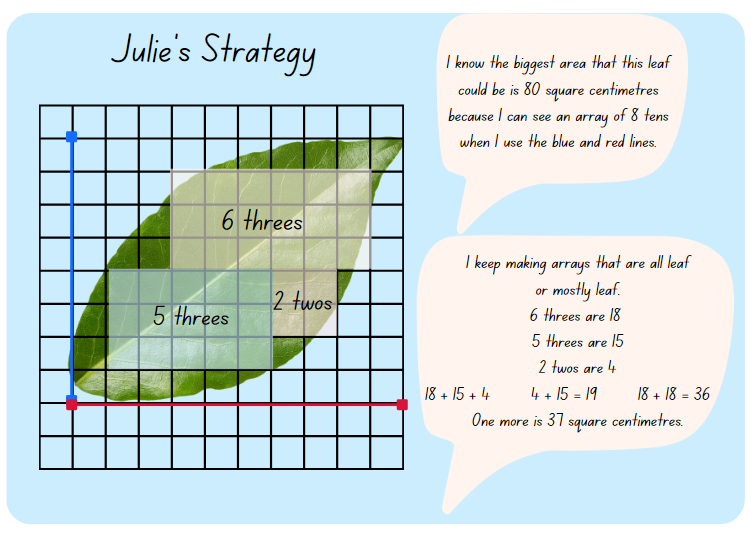 Julie's Strategy
I know the biggest area that this leaf
could be is 80 square centimetres
because I can see an array of 8 tens
when I use the blue and red lines.
6 threes
5 threes
2 twos
I keep making arrays that are all leaf
or mostly leaf.
6 threes are 18
5 threes are 15
2 twos are 4
18 + 15 + 4 4 + 15 = 19 18 + 18 = 36
One more is 37 square centimetres.